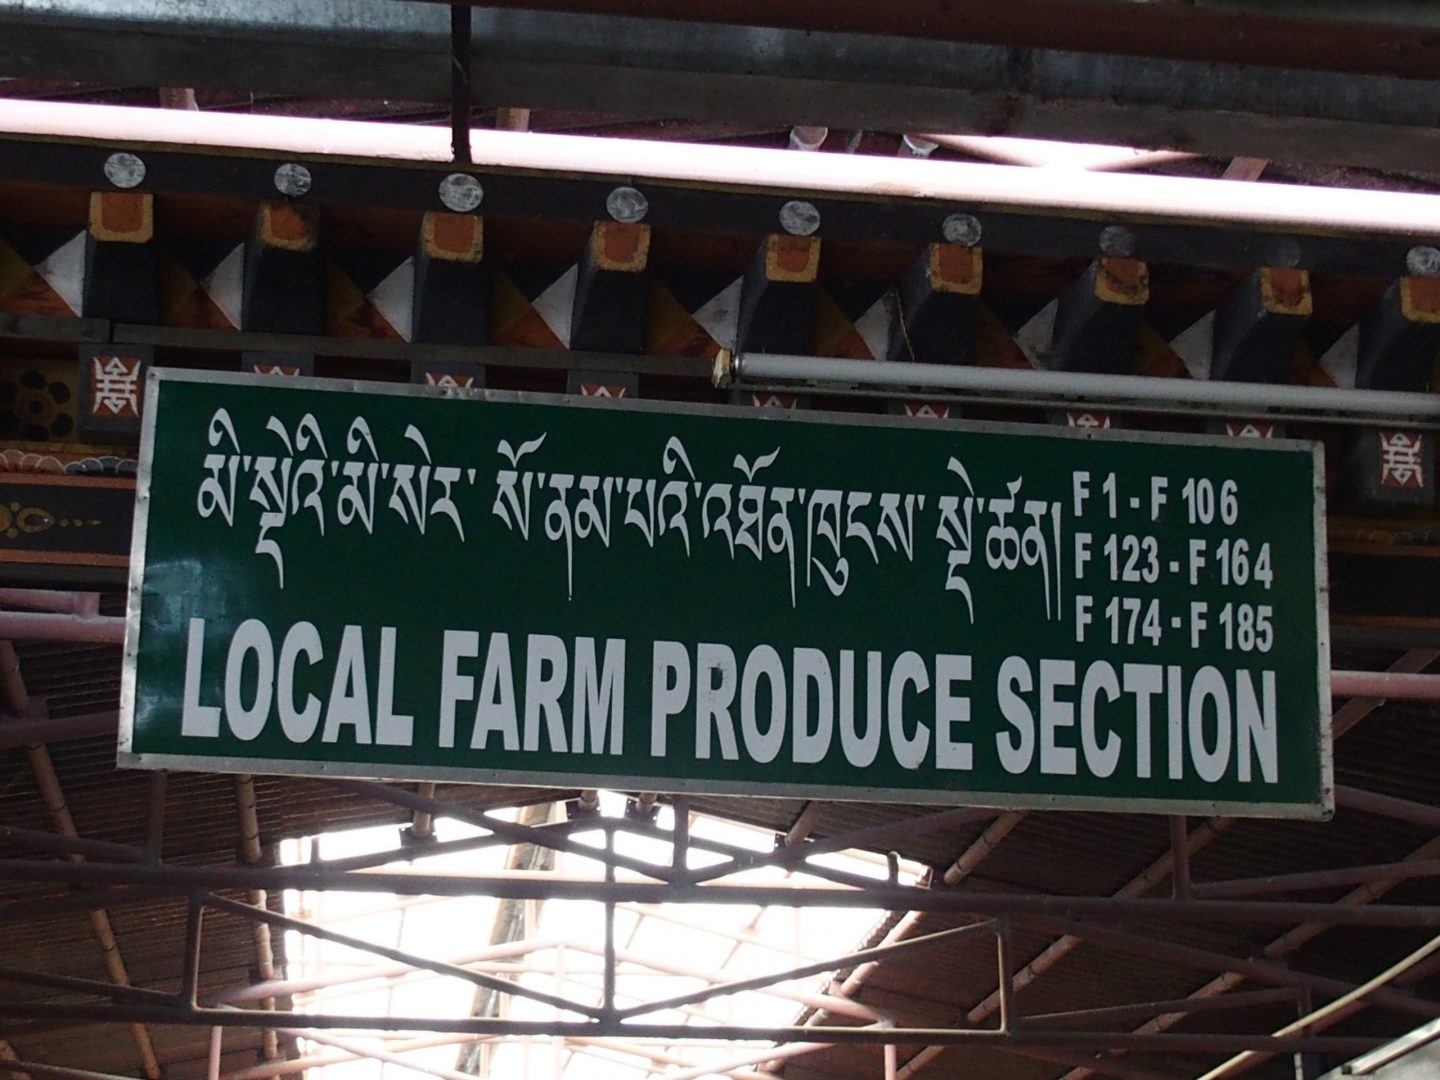 མི་སྡེའི་མི་སེར་ སོ་ནམ་པའི་འཐོན་ཁུངས་ སྡེ་ཚན།
F 1 - F 106
F 123 - F 164
F 174 - F 185
LOCAL FARM PRODUCE SECTION